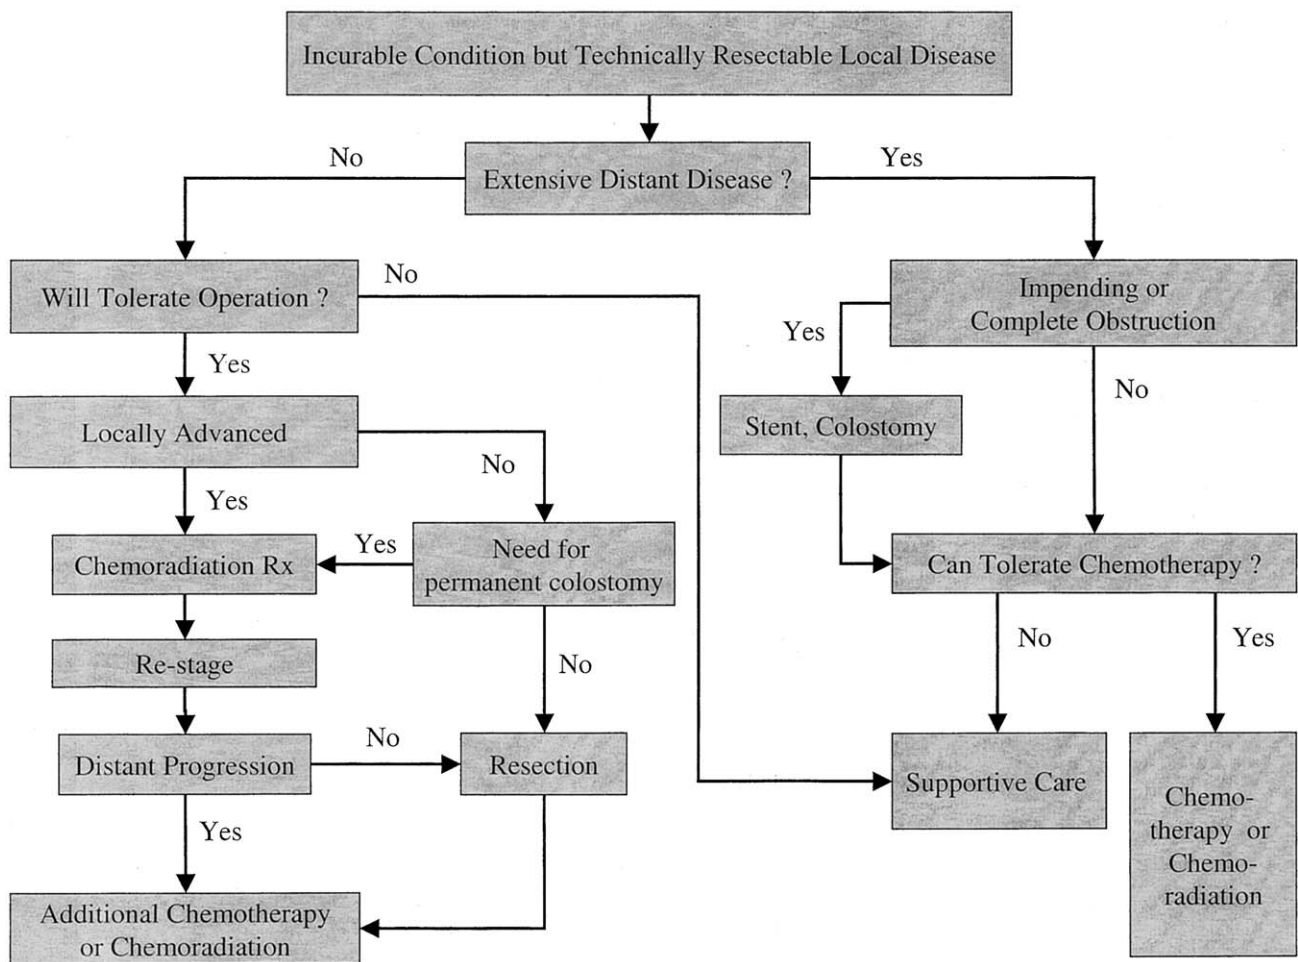 Incurable Condition but Technically Resectable Local Disease
No
Yes
Extensive Distant Disease ?
Will Tolerate Operation ?
No
Impending or
Complete Obstruction
Yes
Yes
No
Locally Advanced
Stent, Colostomy
No
Yes
Chemoradiation Rx
Yes
Need for
permanent colostomy
Can Tolerate Chemotherapy ?
No
Yes
Re-stage
No
Distant Progression
No
Resection
Supportive Care
Chemo-
therapy or
Chemo-
radiation
Yes
Additional Chemotherapy
or Chemoradiation